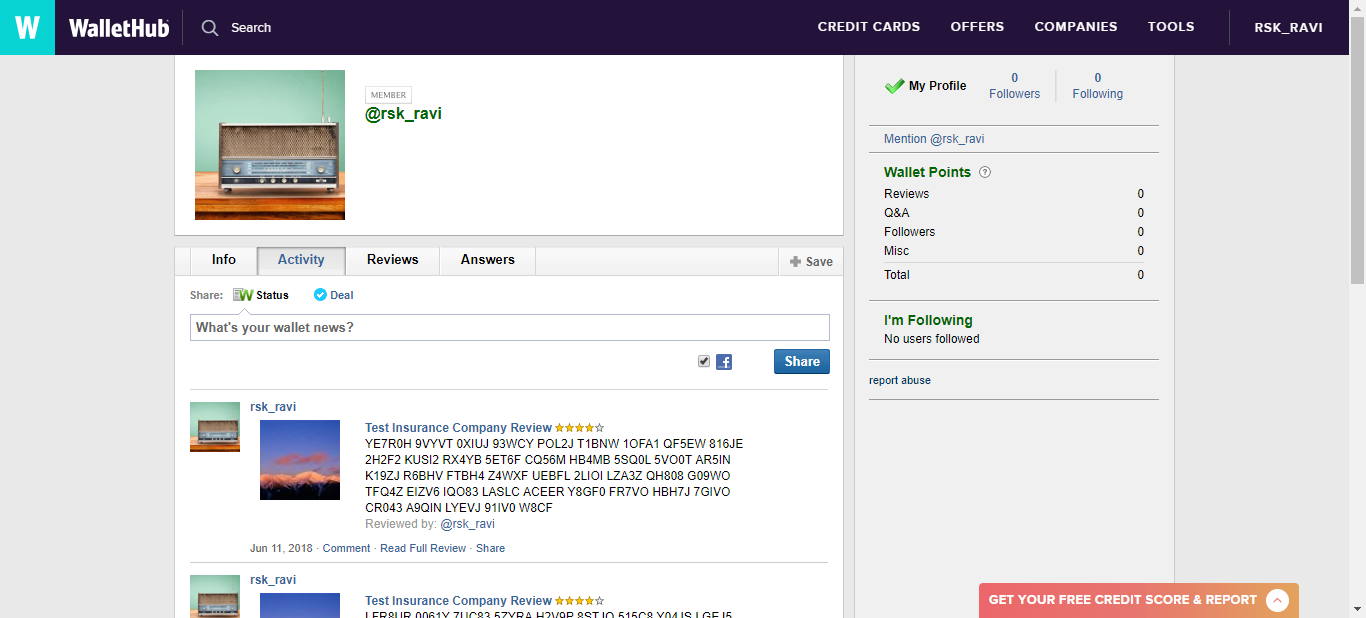 W WalletHub Search CREDIT CARDS OFFERS COMPANIES TOOLS RSK_RAVI
MEMBER
@rsk_ravi
My Profile
0 Followers
0 Following
Mention @rsk_ravi
Wallet Points ?
Reviews 0
Q&A 0
Followers 0
Misc 0
Total 0
I'm Following
No users followed
report abuse
Info Activity Reviews Answers + Save
Share: W Status Deal
What's your wallet news?
f Share
rsk_ravi
Test Insurance Company Review
YE7R0H 9VYVT 0XIUJ 93WCY POL2J T1BNW 1OFA1 QF5EW 816JE
2H2F2 KUSI2 RX4YB 5ET6F CQ56M HB4MB 5SQ0L 5VO0T AR5IN
K19ZJ R6BHV FTBH4 Z4WXF UEBFL 2LIOI LZA3Z QH808 G09WO
TFQ4Z EIZV6 IQO83 LASLC ACEER Y8GF0 FR7VO HBH7J 7GIVO
CR043 A9QIN LYEVJ 91IV0 W8CF
Reviewed by: @rsk_ravi
Jun 11, 2018 · Comment · Read Full Review · Share
rsk_ravi
Test Insurance Company Review
GET YOUR FREE CREDIT SCORE & REPORT